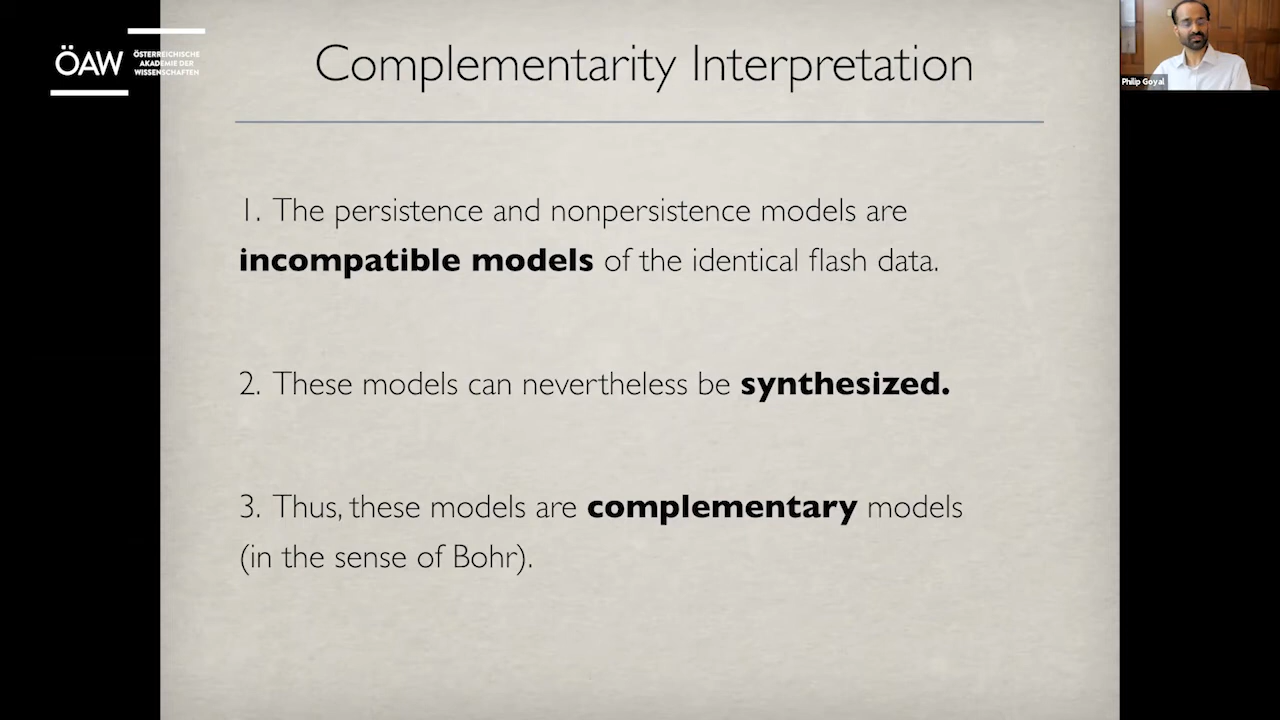 ÖAW
ÖSTERREICHISCHE
AKADEMIE DER
WISSENSCHAFTEN
Complementarity Interpretation
Philip Goyal
1. The persistence and nonpersistence models are
incompatible models of the identical flash data.
2. These models can nevertheless be synthesized.
3. Thus, these models are complementary models
(in the sense of Bohr).